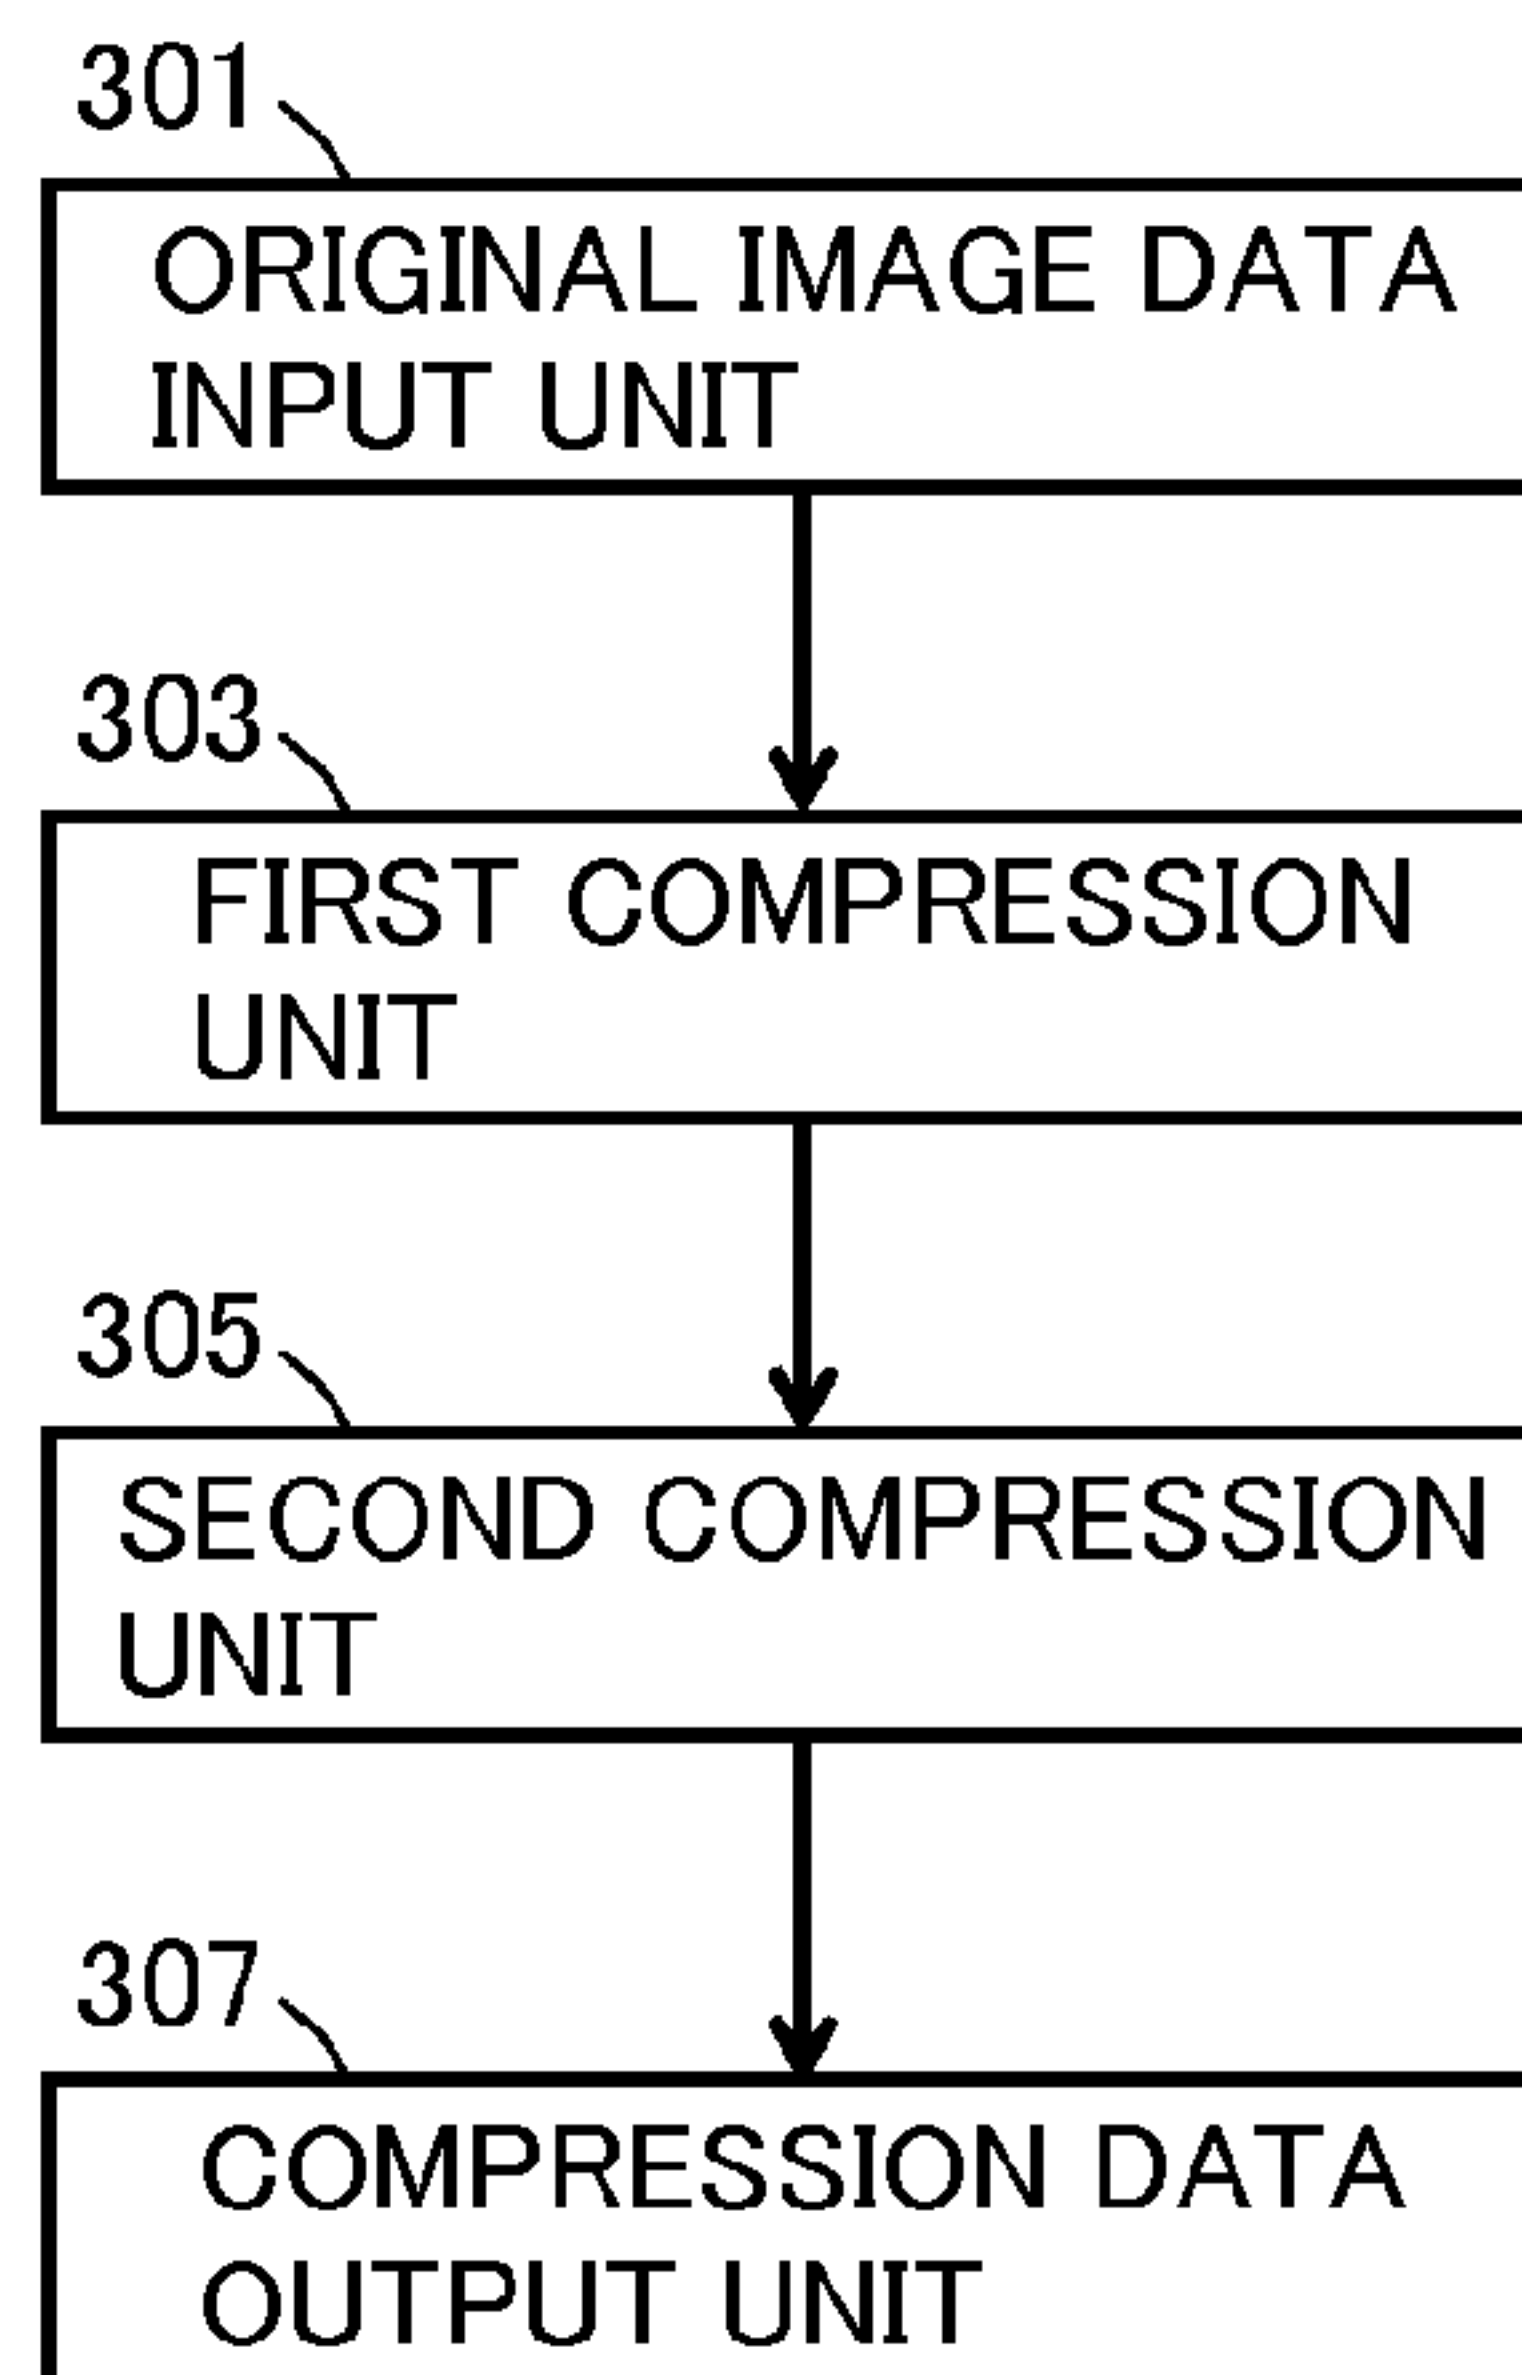 301
ORIGINAL IMAGE DATA
INPUT UNIT
303
FIRST COMPRESSION
UNIT
305
SECOND COMPRESSION
UNIT
307
COMPRESSION DATA
OUTPUT UNIT